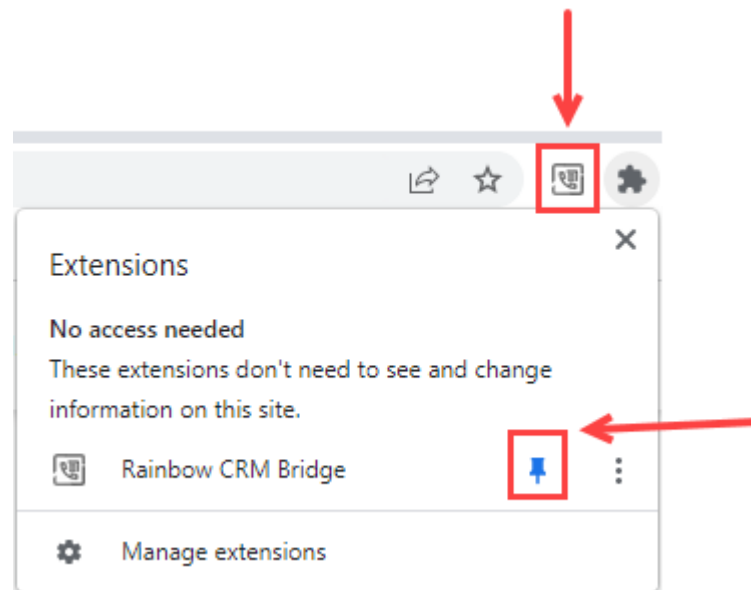 Extensions
No access needed
These extensions don't need to see and change
information on this site.
Rainbow CRM Bridge
Manage extensions